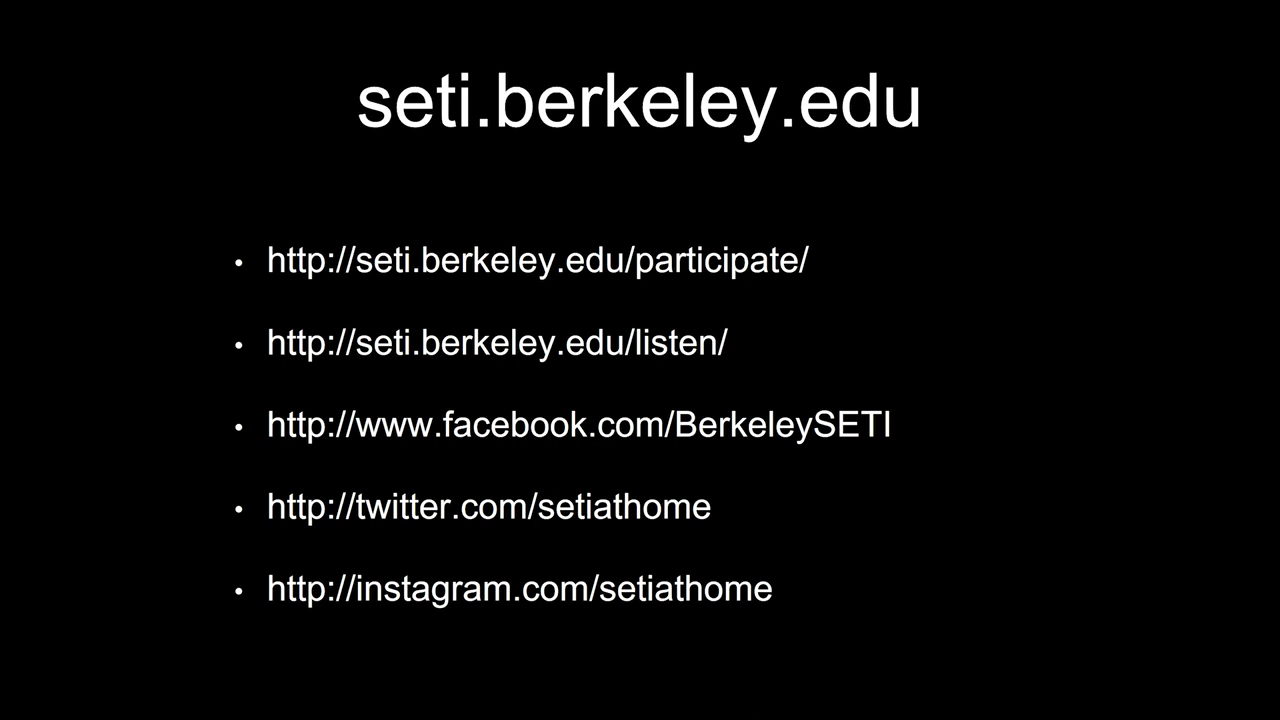 seti.berkeley.edu
• http://seti.berkeley.edu/participate/
• http://seti.berkeley.edu/listen/
• http://www.facebook.com/BerkeleySETI
• http://twitter.com/setiathome
• http://instagram.com/setiathome